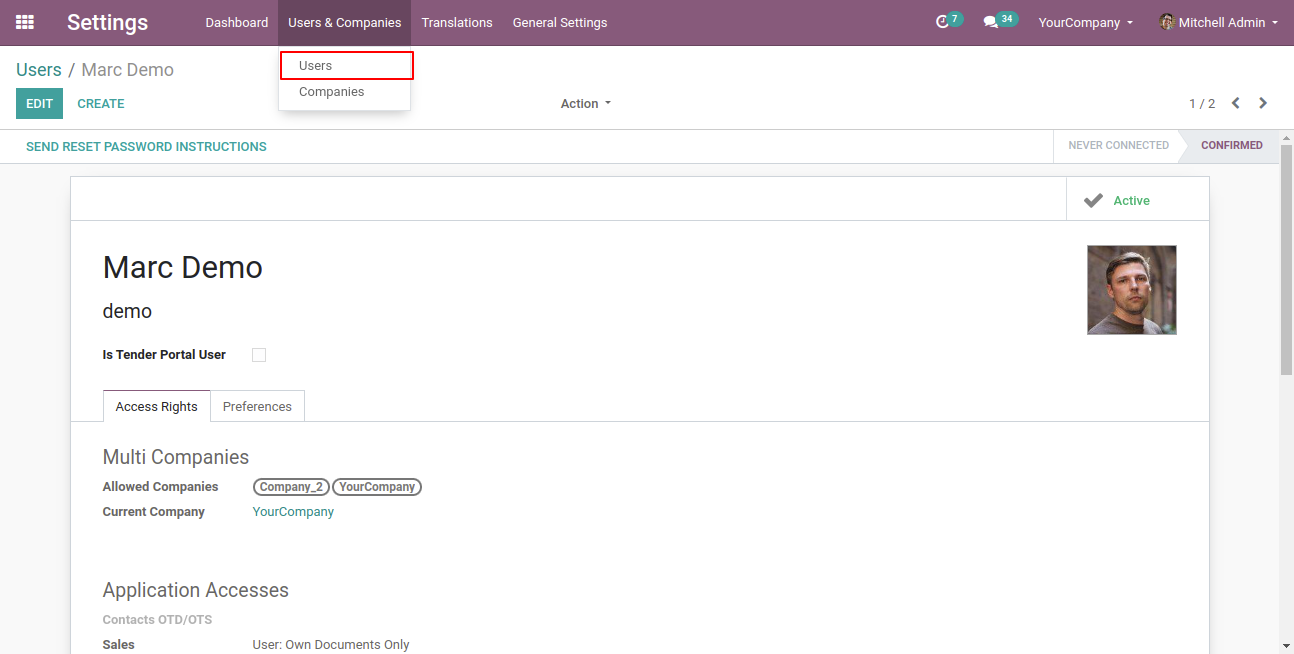 Settings Dashboard Users & Companies Translations General Settings 7 34 YourCompany Mitchell Admin
Users
Companies
Users / Marc Demo
EDIT CREATE Action 1 / 2
SEND RESET PASSWORD INSTRUCTIONS NEVER CONNECTED CONFIRMED
Active
Marc Demo
demo
Is Tender Portal User
Access Rights Preferences
Multi Companies
Allowed Companies Company_2 YourCompany
Current Company YourCompany
Application Accesses
Contacts OTD/OTS
Sales User: Own Documents Only